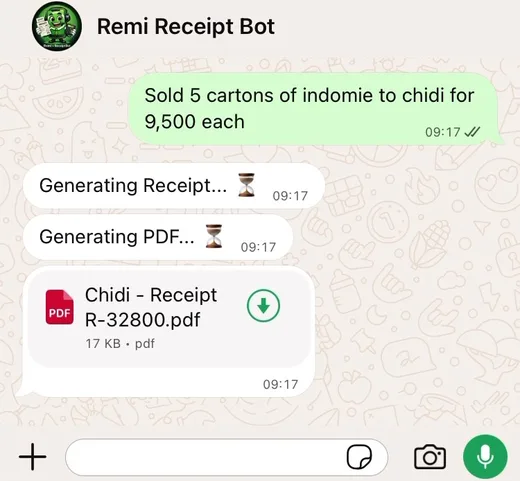 Remi Receipt Bot
Sold 5 cartons of indomie to chidi for
9,500 each
09:17
Generating Receipt... ⏳
09:17
Generating PDF... ⏳
09:17
PDF
Chidi - Receipt
R-32800.pdf
17 KB • pdf
09:17